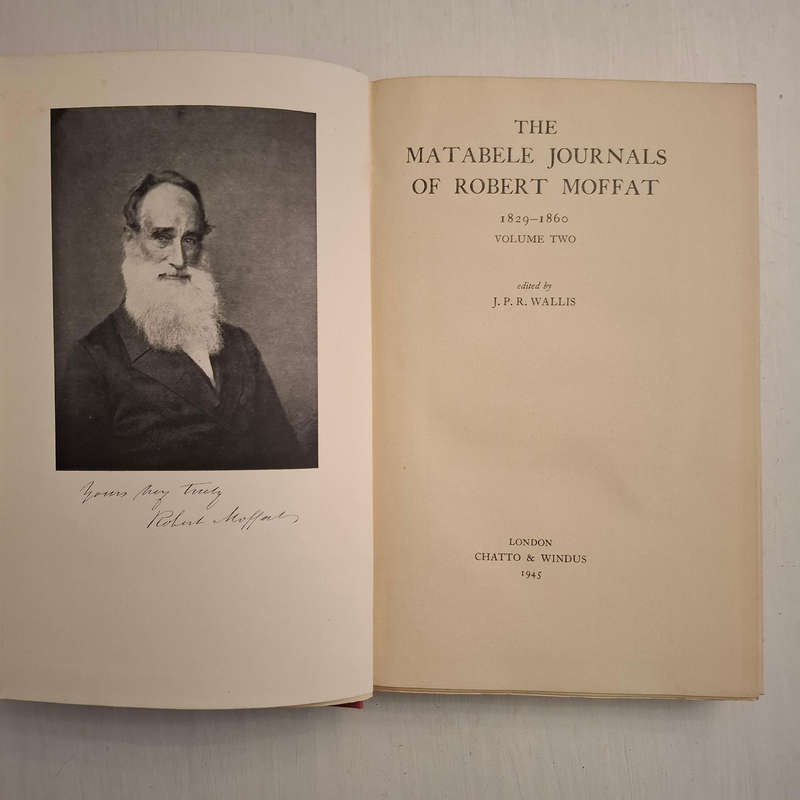 Yours very truly
Robert Moffat
THE
MATABELE JOURNALS
OF ROBERT MOFFAT
1829–1860
VOLUME TWO
edited by
J. P. R. WALLIS
LONDON
CHATTO & WINDUS
1945